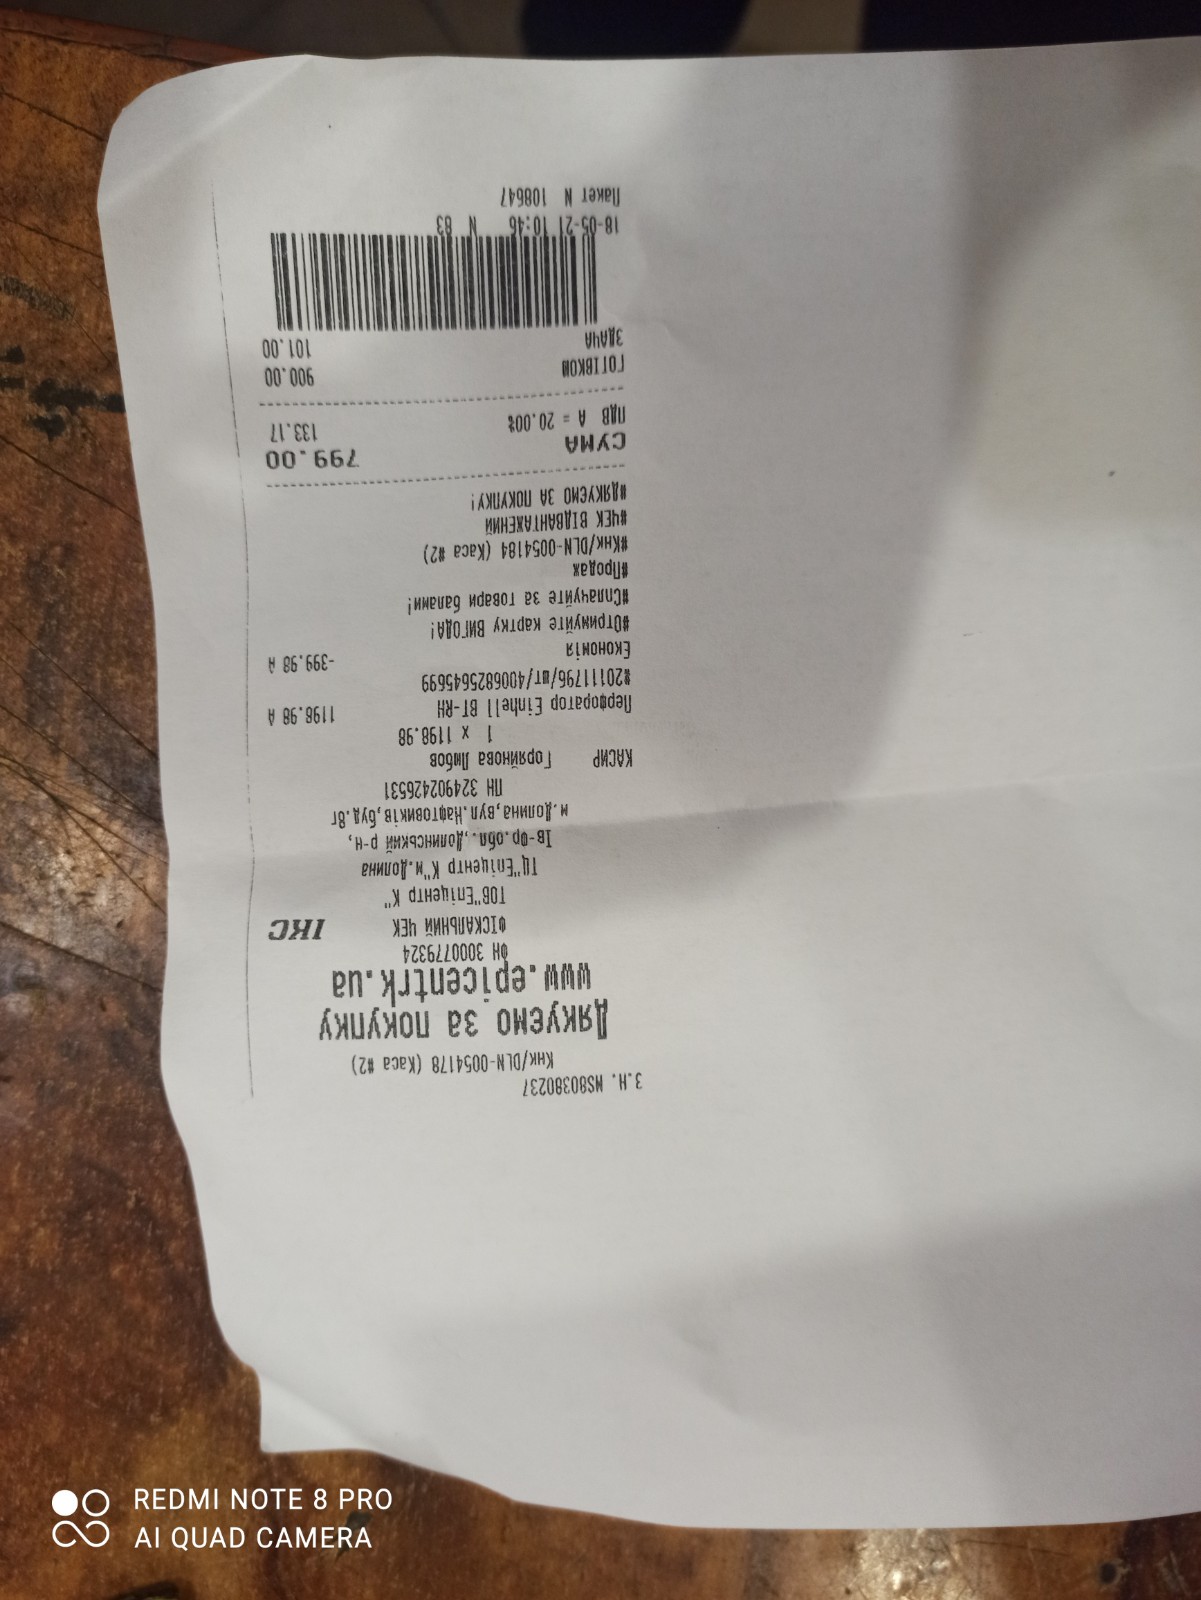 З.Н. MS80380237
Кнк/DLN-0054178 (Каса #2)
Дякуємо за покупку
www.epicentrk.ua
ФН 3000779324
ФІСКАЛЬНИЙ ЧЕК ІКС
ТОВ"Епіцентр К"
ТЦ"Епіцентр К"м.Долина
Ів-Фр.обл.,Долинський р-н,
м.Долина,вул.Нафтовиків,буд.8г
ПН 324902426531
КАСИР Горяйнова Любов
1 x 1198.98
Перфоратор Einhell BT-RH 1198.98 А
#20111796/шт/4006825645699
Економія -399.98 А
#Отримуйте картку ВИГОДА!
#Сплачуйте за товари балами!
#Продаж
#Кнк/DLN-0054184 (Каса #2)
#ЧЕК ВІДВАНТАЖЕНИЙ
#ДЯКУЄМО ЗА ПОКУПКУ!
СУМА 799.00
ПДВ А = 20.00% 133.17
ГОТІВКОЮ 900.00
ЗДАЧА 101.00
18-05-21 10:46 N 83
Пакет N 108647
REDMI NOTE 8 PRO
AI QUAD CAMERA